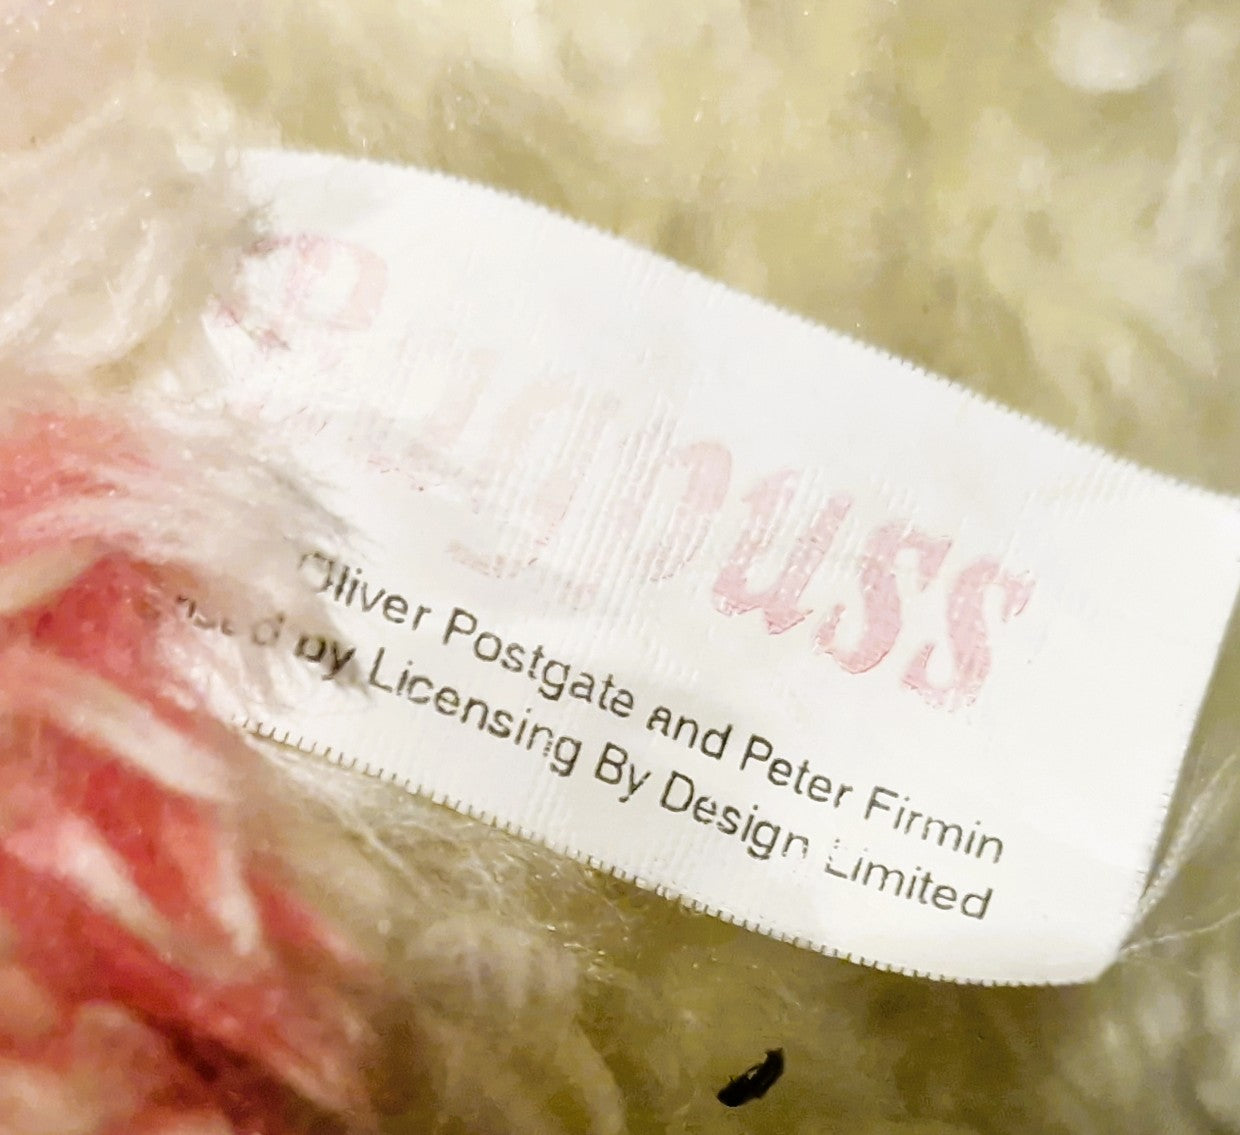 Bagpuss
Oliver Postgate and Peter Firmin
by Licensing By Design Limited